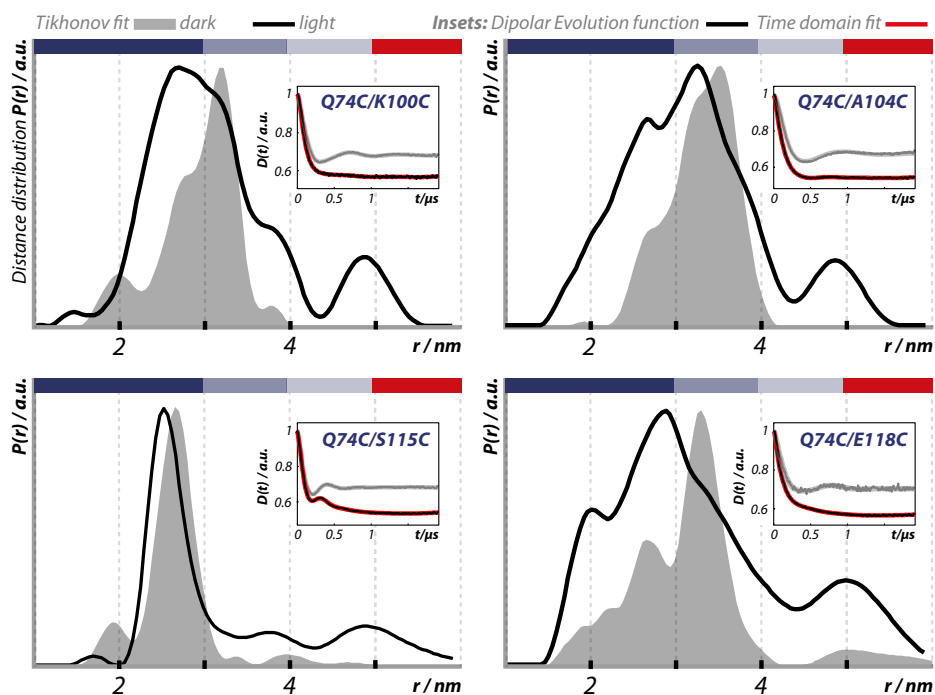 Tikhonov fit dark light Insets: Dipolar Evolution function Time domain fit
Distance distribution P(r) / a.u.
Q74C/K100C
D(t) / a.u.
1
0.8
0.6
0 0.5 1 t/µs
2 4 r / nm
P(r) / a.u.
Q74C/A104C
D(t) / a.u.
1
0.8
0.6
0 0.5 1 t/µs
2 4 r / nm
P(r) / a.u.
Q74C/S115C
D(t) / a.u.
1
0.8
0.6
0 0.5 1 t/µs
2 4 r / nm
P(r) / a.u.
Q74C/E118C
D(t) / a.u.
1
0.8
0.6
0 0.5 1 t/µs
2 4 r / nm